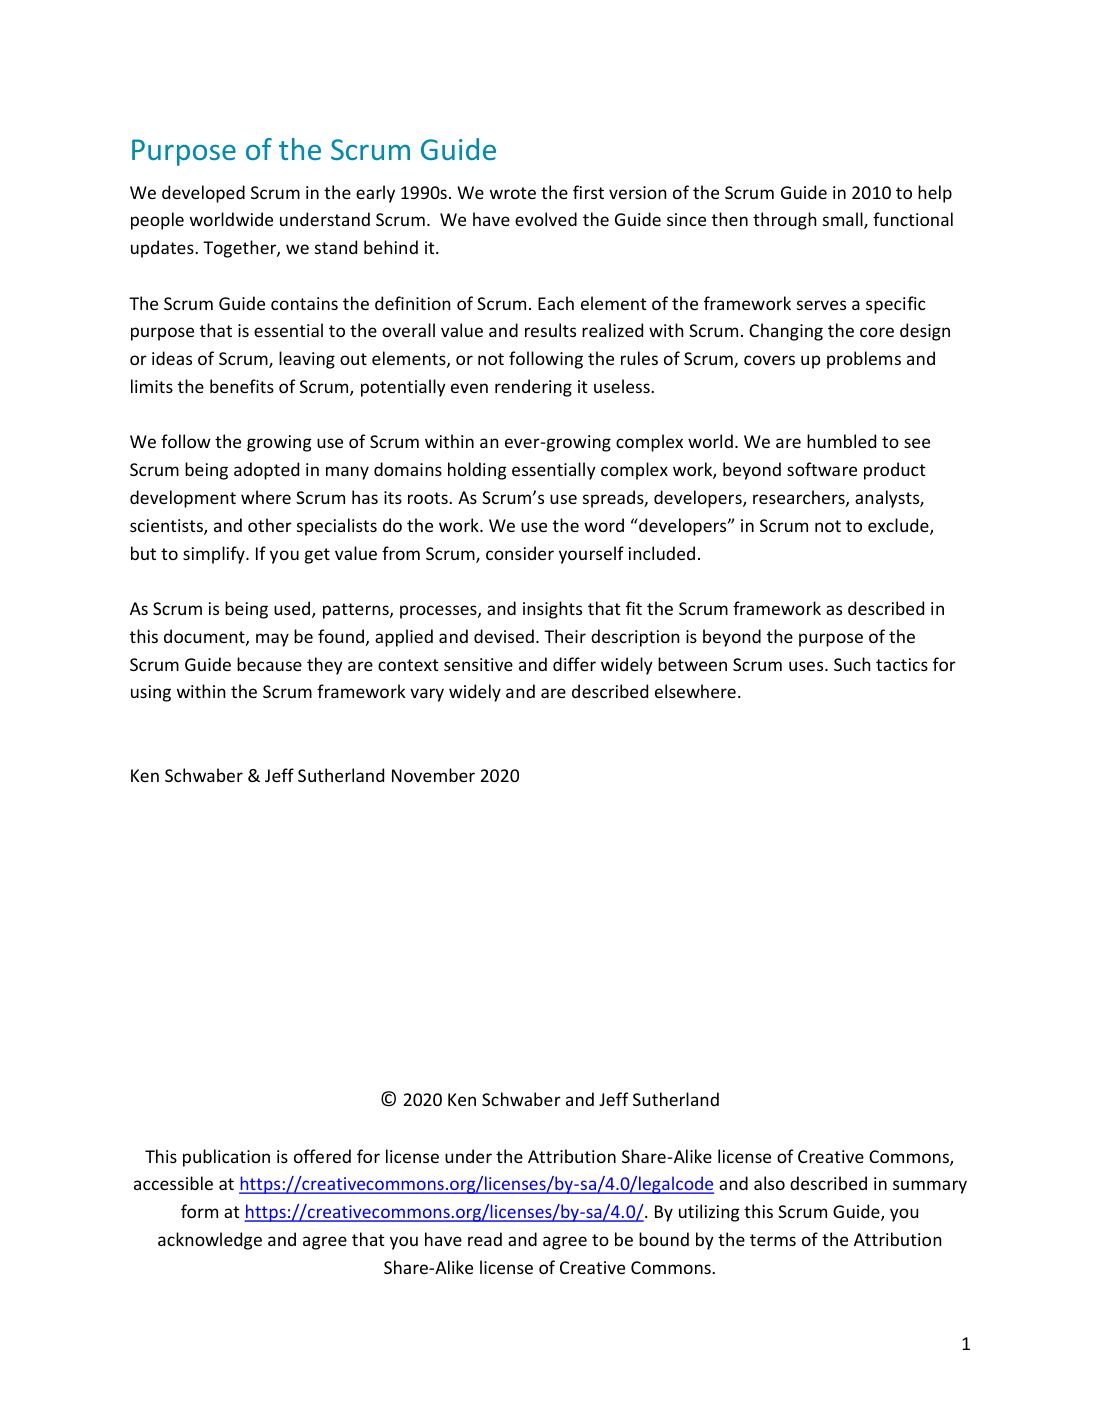 Purpose of the Scrum Guide
We developed Scrum in the early 1990s. We wrote the first version of the Scrum Guide in 2010 to help
people worldwide understand Scrum.  We have evolved the Guide since then through small, functional
updates. Together, we stand behind it.
The Scrum Guide contains the definition of Scrum. Each element of the framework serves a specific
purpose that is essential to the overall value and results realized with Scrum. Changing the core design
or ideas of Scrum, leaving out elements, or not following the rules of Scrum, covers up problems and
limits the benefits of Scrum, potentially even rendering it useless.
We follow the growing use of Scrum within an ever-growing complex world. We are humbled to see
Scrum being adopted in many domains holding essentially complex work, beyond software product
development where Scrum has its roots. As Scrum’s use spreads, developers, researchers, analysts,
scientists, and other specialists do the work. We use the word “developers” in Scrum not to exclude,
but to simplify. If you get value from Scrum, consider yourself included.
As Scrum is being used, patterns, processes, and insights that fit the Scrum framework as described in
this document, may be found, applied and devised. Their description is beyond the purpose of the
Scrum Guide because they are context sensitive and differ widely between Scrum uses. Such tactics for
using within the Scrum framework vary widely and are described elsewhere.
Ken Schwaber & Jeff Sutherland November 2020
© 2020 Ken Schwaber and Jeff Sutherland
This publication is offered for license under the Attribution Share-Alike license of Creative Commons,
accessible at https://creativecommons.org/licenses/by-sa/4.0/legalcode and also described in summary
form at https://creativecommons.org/licenses/by-sa/4.0/. By utilizing this Scrum Guide, you
acknowledge and agree that you have read and agree to be bound by the terms of the Attribution
Share-Alike license of Creative Commons.
1